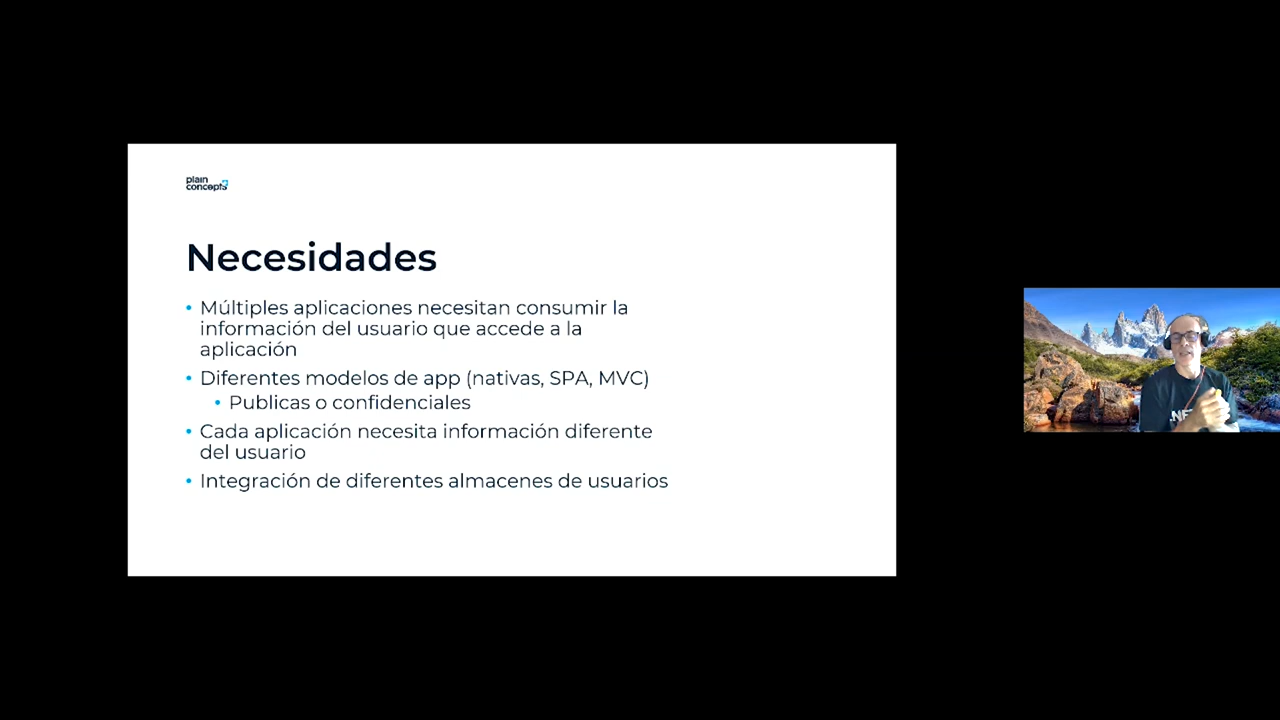 plain
concepts
Necesidades
• Múltiples aplicaciones necesitan consumir la
información del usuario que accede a la
aplicación
• Diferentes modelos de app (nativas, SPA, MVC)
• Publicas o confidenciales
• Cada aplicación necesita información diferente
del usuario
• Integración de diferentes almacenes de usuarios
.NE